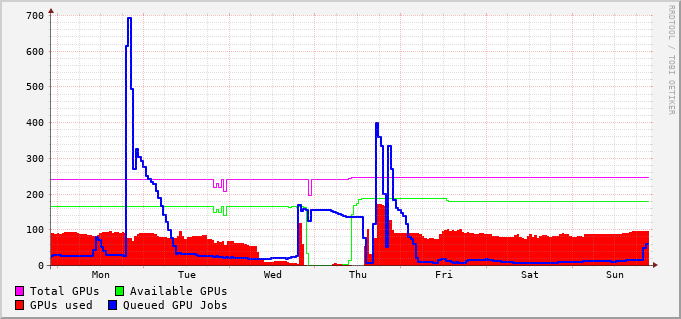 700
600
500
400
300
200
100
0
Mon Tue Wed Thu Fri Sat Sun
Total GPUs Available GPUs
GPUs used Queued GPU Jobs
RRDTOOL / TOBI OETIKER